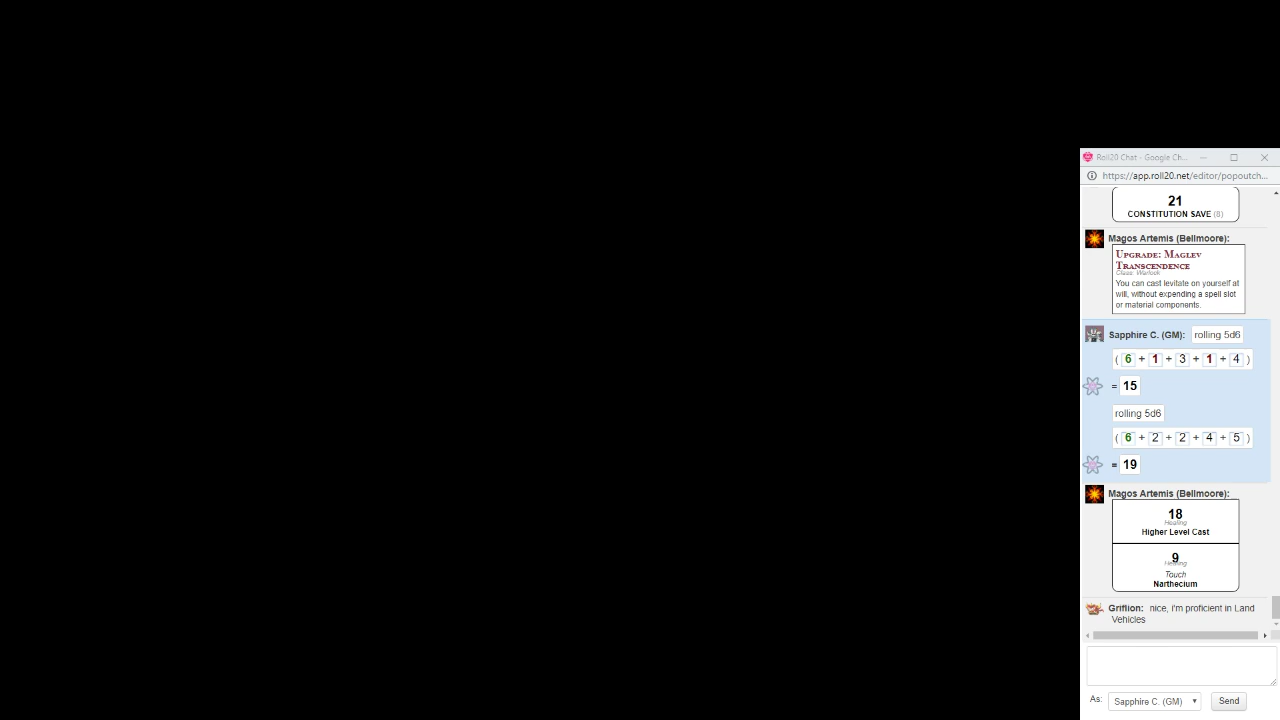 Roll20 Chat - Google Ch...
https://app.roll20.net/editor/popoutch...
21
CONSTITUTION SAVE (8)
Magos Artemis (Bellmoore):
Upgrade: Maglev
Transcendence
Class: Warlock
You can cast levitate on yourself at
will, without expending a spell slot
or material components.
Sapphire C. (GM): rolling 5d6
( 6 + 1 + 3 + 1 + 4 )
= 15
rolling 5d6
( 6 + 2 + 2 + 4 + 5 )
= 19
Magos Artemis (Bellmoore):
18
Healing
Higher Level Cast
9
Healing
Touch
Narthecium
Griflion: nice, i'm proficient in Land
Vehicles
As: Sapphire C. (GM) Send